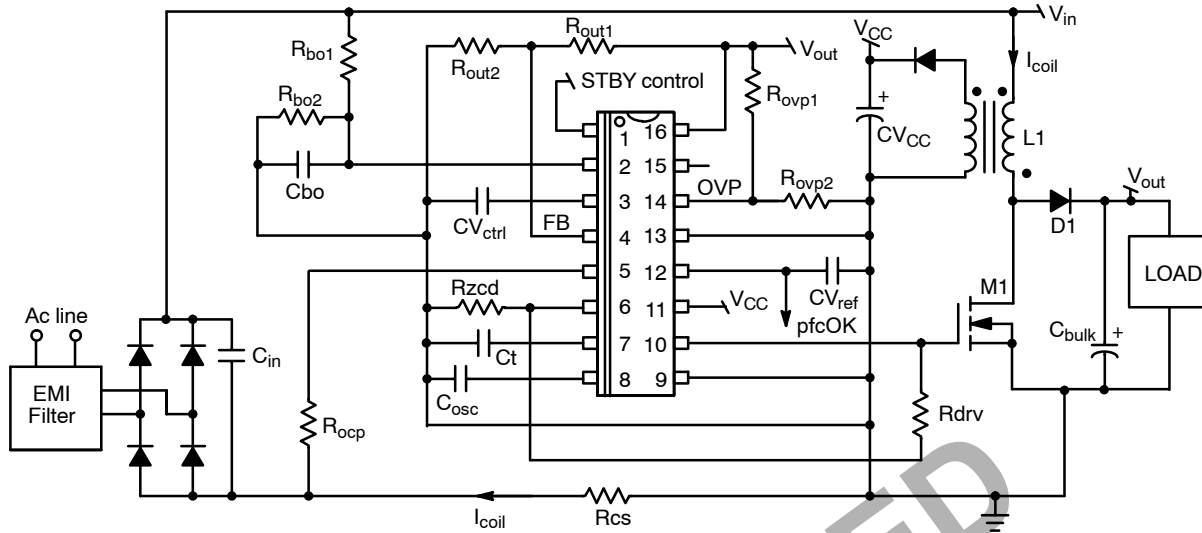 Vin
Rbo1
Rout1
Rout2
Vout
VCC
Icoil
STBY control
Rovp1
Rbo2
+
CVCC
L1
1
16
Cbo
2
15
OVP
Rovp2
Vout
3
14
CVctrl
FB
4
13
D1
5
12
LOAD
Rzcd
CVref
M1
VCC
pfcOK
6
11
Ac line
Cin
Ct
7
10
Cbulk
+
EMI
Filter
Cosc
8
9
Rocp
Rdrv
Icoil
Rcs